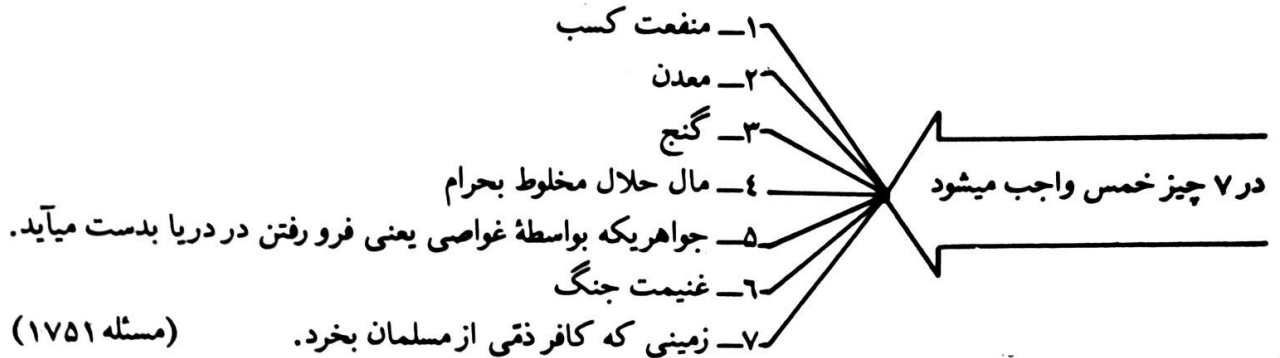 در ۷ چیز خمس واجب میشود
۱ــ منفعت کسب
۲ــ معدن
۳ــ گنج
٤ــ مال حلال مخلوط بحرام
۵ــ جواهریکه بواسطهٔ غواصی یعنی فرو رفتن در دریا بدست میآید.
٦ــ غنیمت جنگ
۷ــ زمینی که کافر ذمّی از مسلمان بخرد. (مسئله ۱۷۵۱)